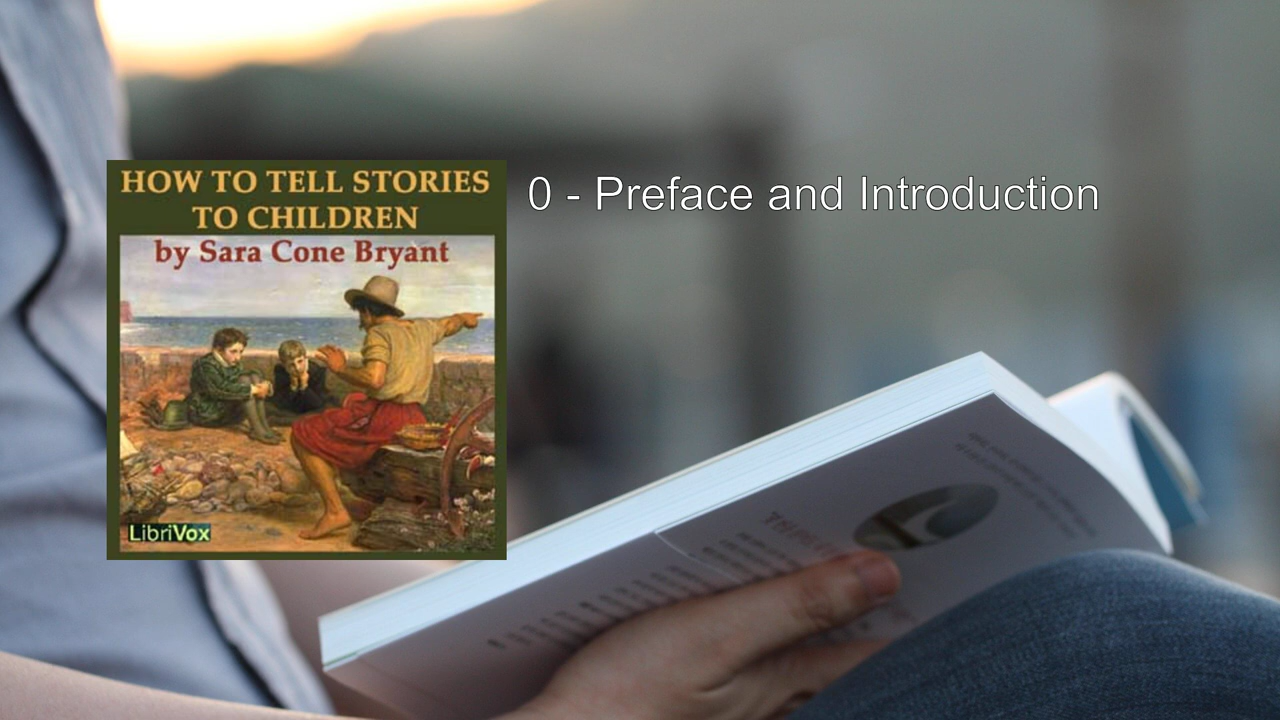 HOW TO TELL STORIES
TO CHILDREN
by Sara Cone Bryant
LibriVox
0 - Preface and Introduction